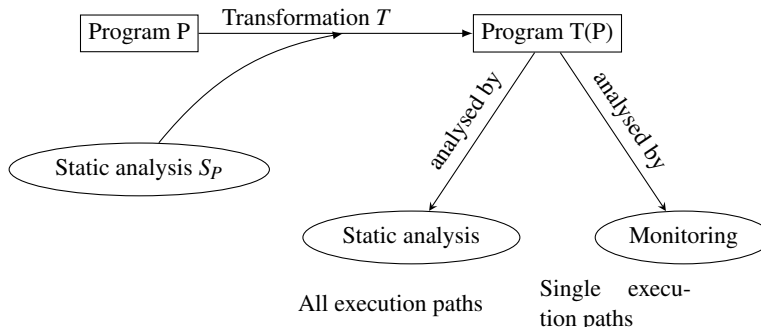 Transformation T
Program P
Program T(P)
analysed by
analysed by
Static analysis S_P
Static analysis
Monitoring
All execution paths
Single execu-
tion paths